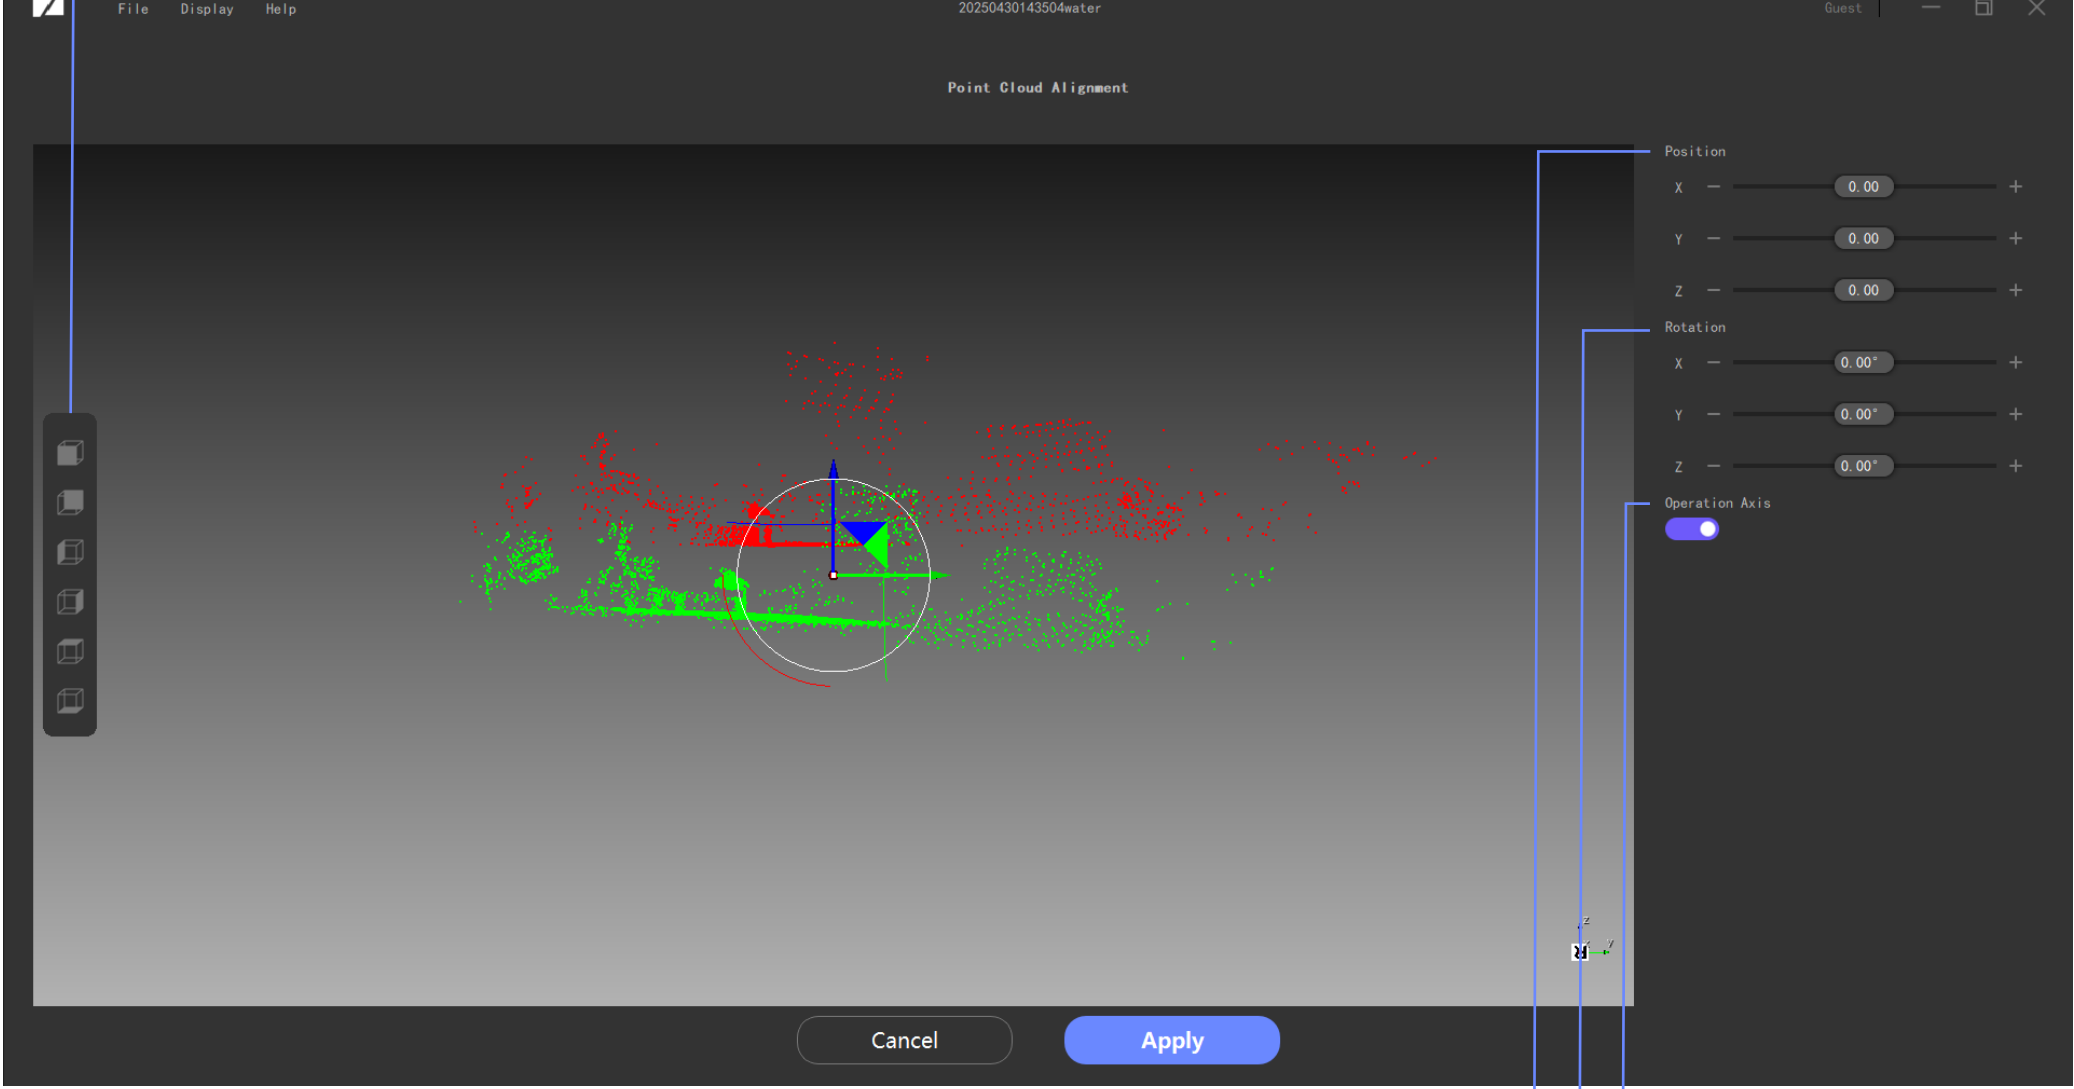 File Display Help 20250430143504water Guest
Point Cloud Alignment
Position
X 0.00
Y 0.00
Z 0.00
Rotation
X 0.00°
Y 0.00°
Z 0.00°
Operation Axis
z
y
R
Cancel Apply